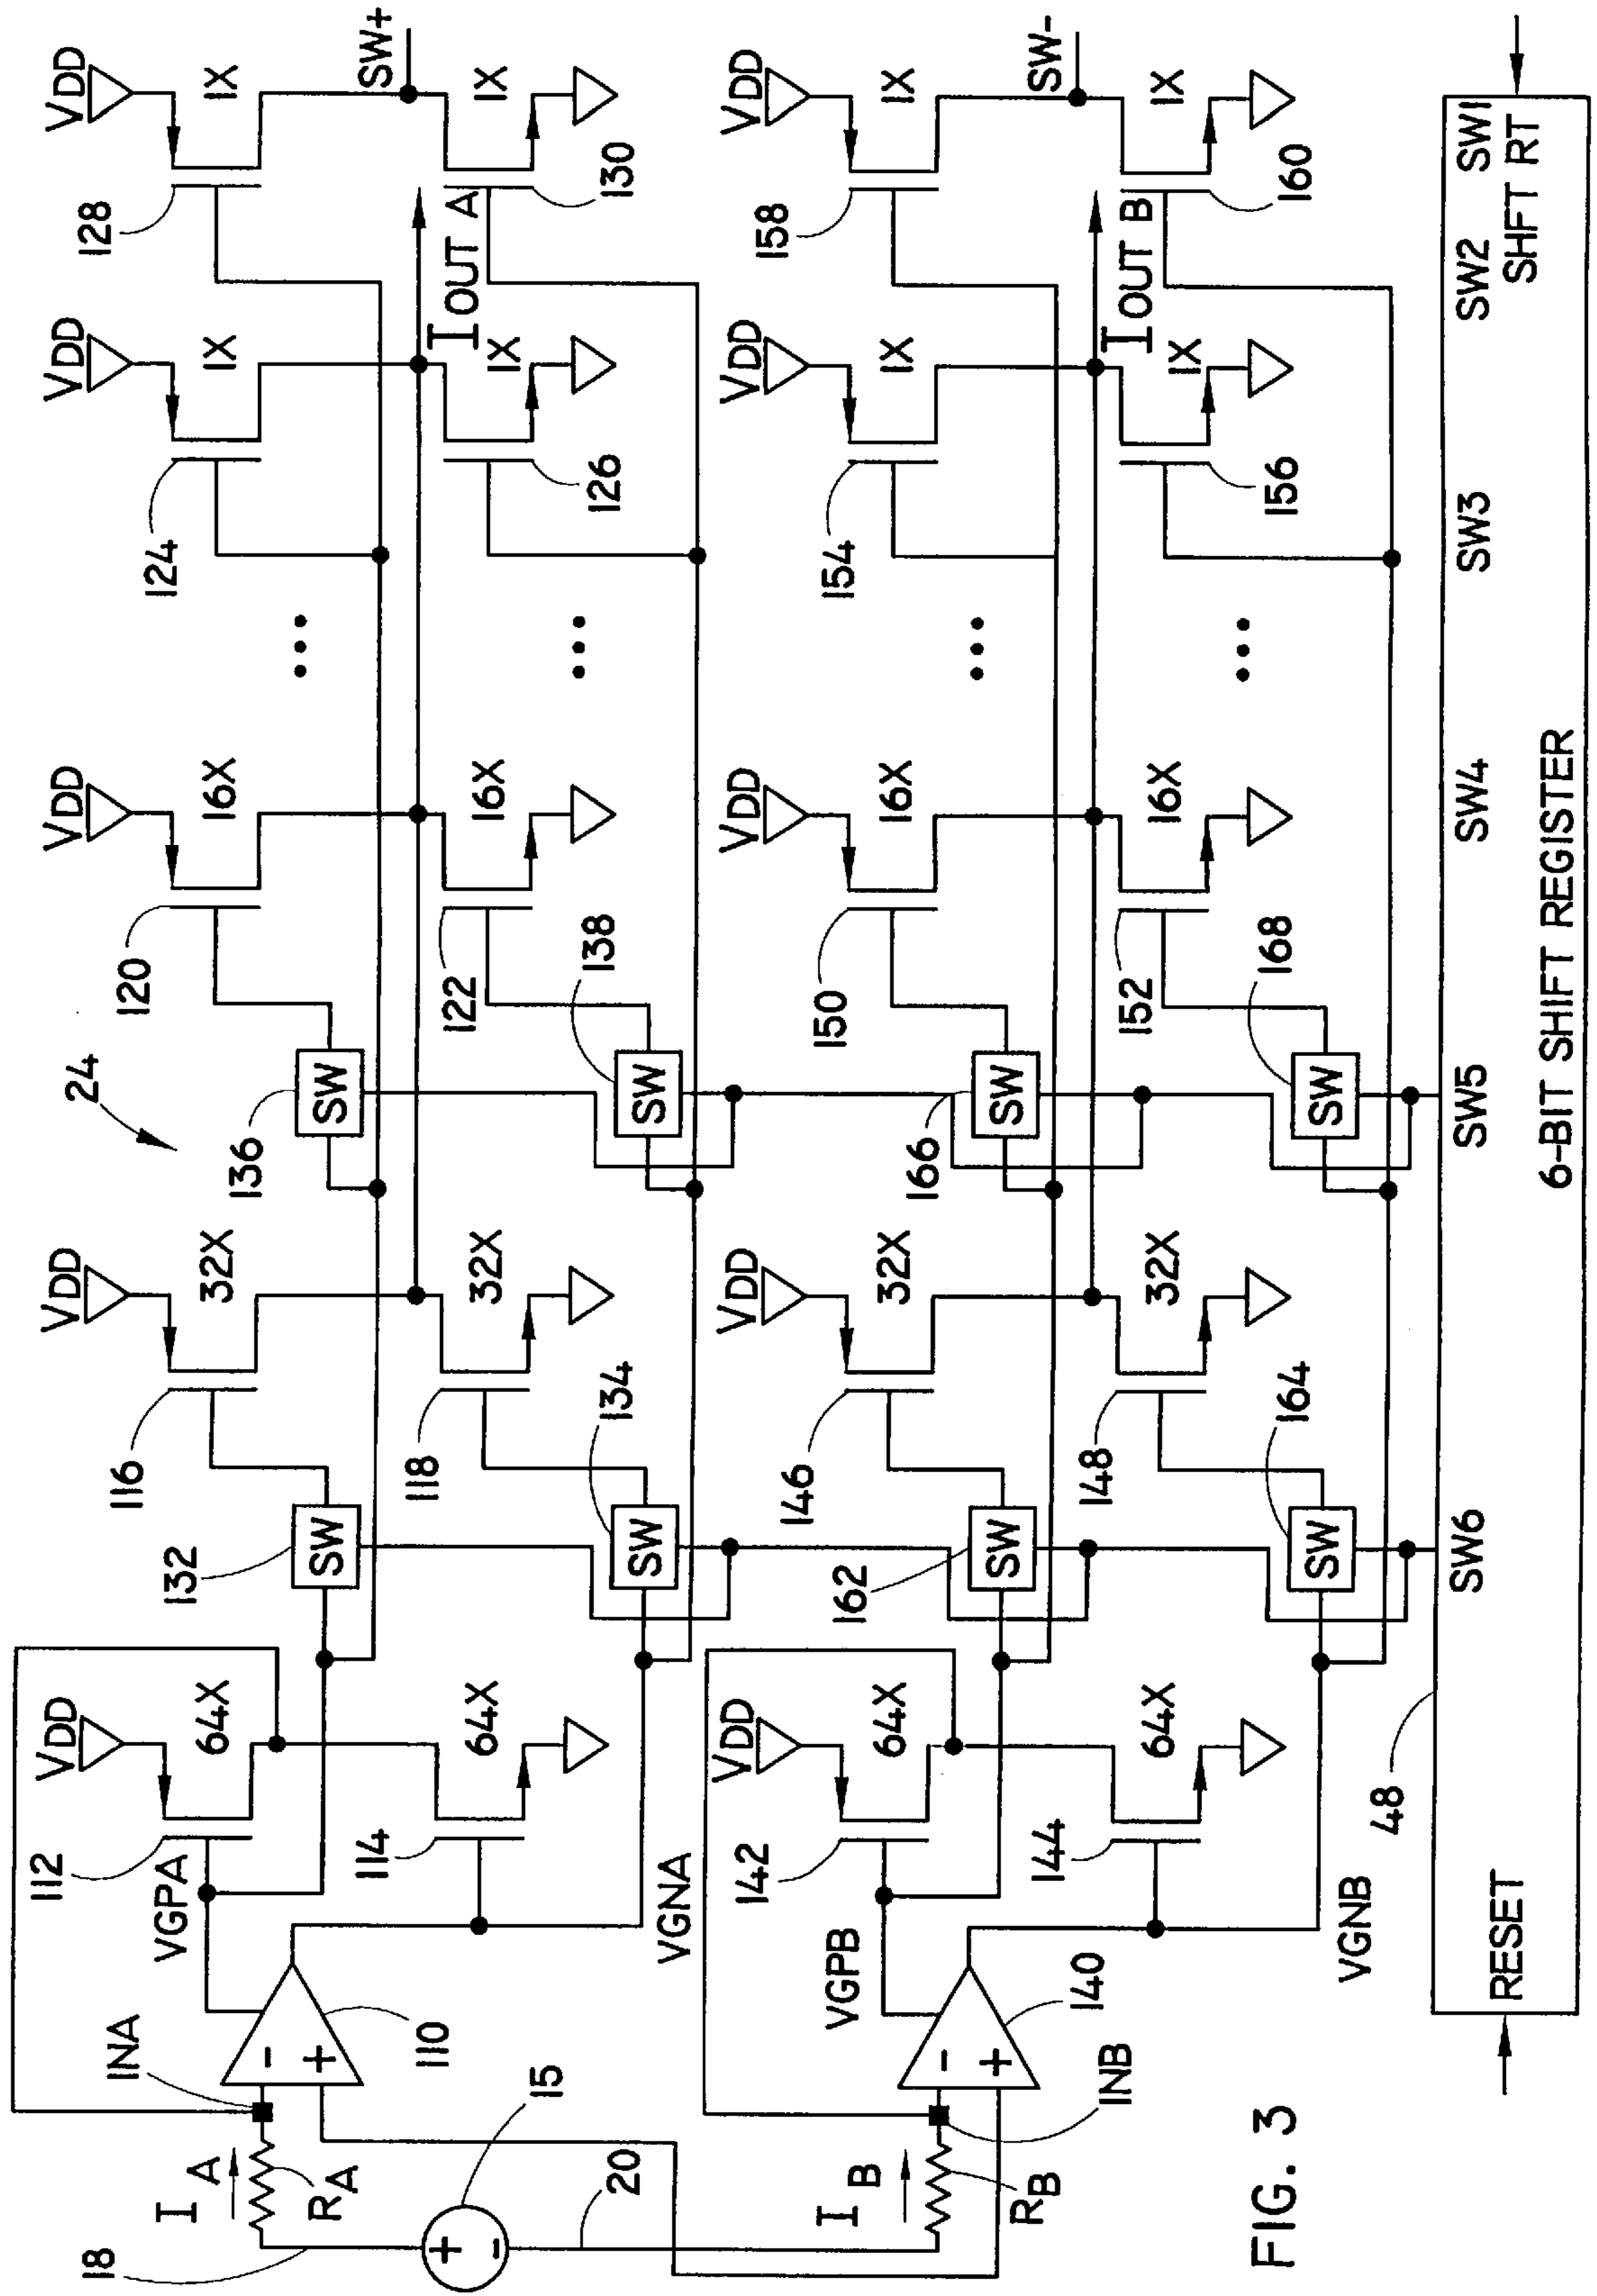 24
VDD
VDD
VDD
VDD
VDD
112
64X
116
32X
120
16X
124
1X
128
1X
VGPA
132
SW
136
SW
...
SW+
INA
IA
RA
18
110
114
64X
118
32X
122
16X
126
1X
130
1X
IOUT A
134
SW
138
SW
...
VGNA
15
20
VDD
VDD
VDD
VDD
VDD
142
64X
146
32X
150
16X
154
1X
158
1X
VGPB
162
SW
166
SW
...
SW-
IB
RB
INB
140
144
64X
148
32X
152
16X
156
1X
160
1X
IOUT B
164
SW
168
SW
...
VGNB
48
SW6
SW5
SW4
SW3
SW2
SW1
RESET
SHFT RT
6-BIT SHIFT REGISTER
FIG. 3